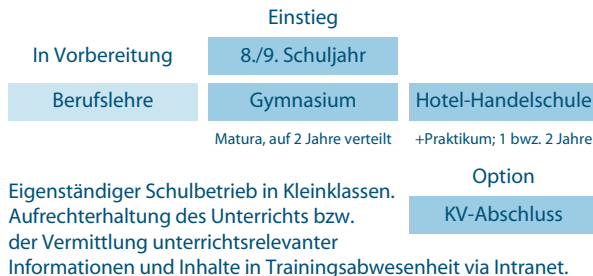 Einstieg
In Vorbereitung 8./9. Schuljahr
Berufslehre Gymnasium Hotel-Handelschule
Matura, auf 2 Jahre verteilt +Praktikum; 1 bwz. 2 Jahre
Option
KV-Abschluss
Eigenständiger Schulbetrieb in Kleinklassen.
Aufrechterhaltung des Unterrichts bzw.
der Vermittlung unterrichtsrelevanter
Informationen und Inhalte in Trainingsabwesenheit via Intranet.